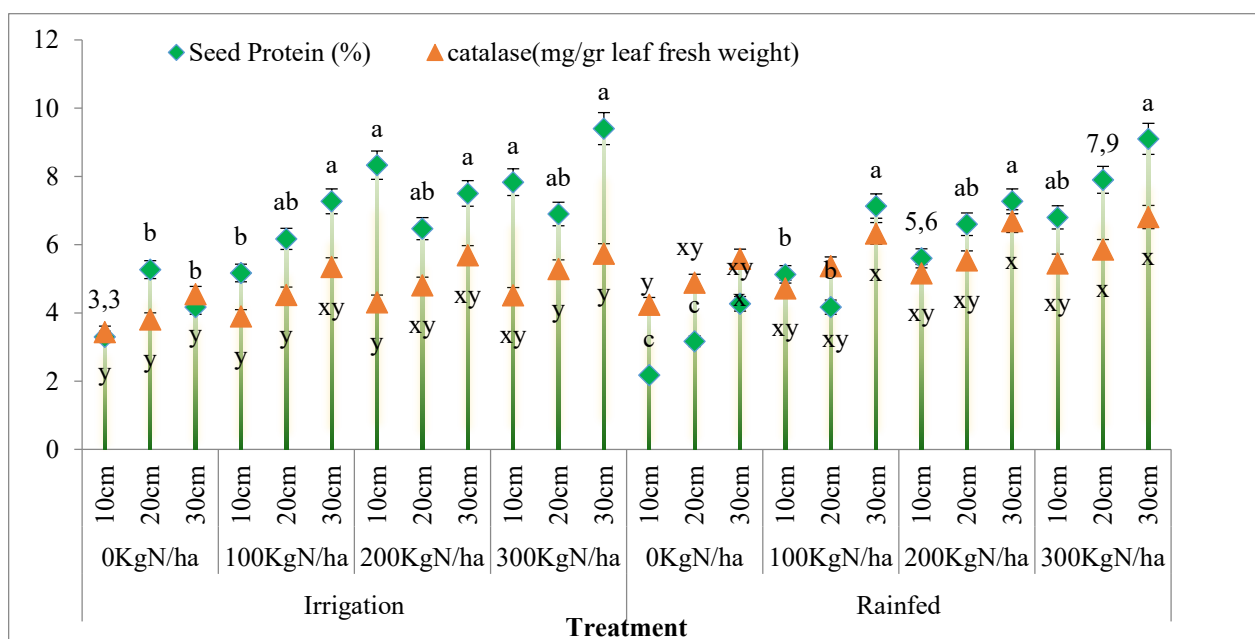 12
10
8
6
4
2
0
Seed Protein (%) catalase(mg/gr leaf fresh weight)
3,3 b b b ab a a ab a a ab a
y y y y y xy y xy xy xy y y
c c xy b b a 5,6 ab a ab 7,9 a
y xy x xy xy x xy xy x xy x x
10cm 20cm 30cm 10cm 20cm 30cm 10cm 20cm 30cm 10cm 20cm 30cm 10cm 20cm 30cm 10cm 20cm 30cm 10cm 20cm 30cm 10cm 20cm 30cm
0KgN/ha 100KgN/ha 200KgN/ha 300KgN/ha 0KgN/ha 100KgN/ha 200KgN/ha 300KgN/ha
Irrigation Rainfed
Treatment